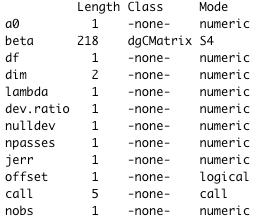 Length Class Mode
a0 1 -none- numeric
beta 218 dgCMatrix S4
df 1 -none- numeric
dim 2 -none- numeric
lambda 1 -none- numeric
dev.ratio 1 -none- numeric
nulldev 1 -none- numeric
npasses 1 -none- numeric
jerr 1 -none- numeric
offset 1 -none- logical
call 5 -none- call
nobs 1 -none- numeric